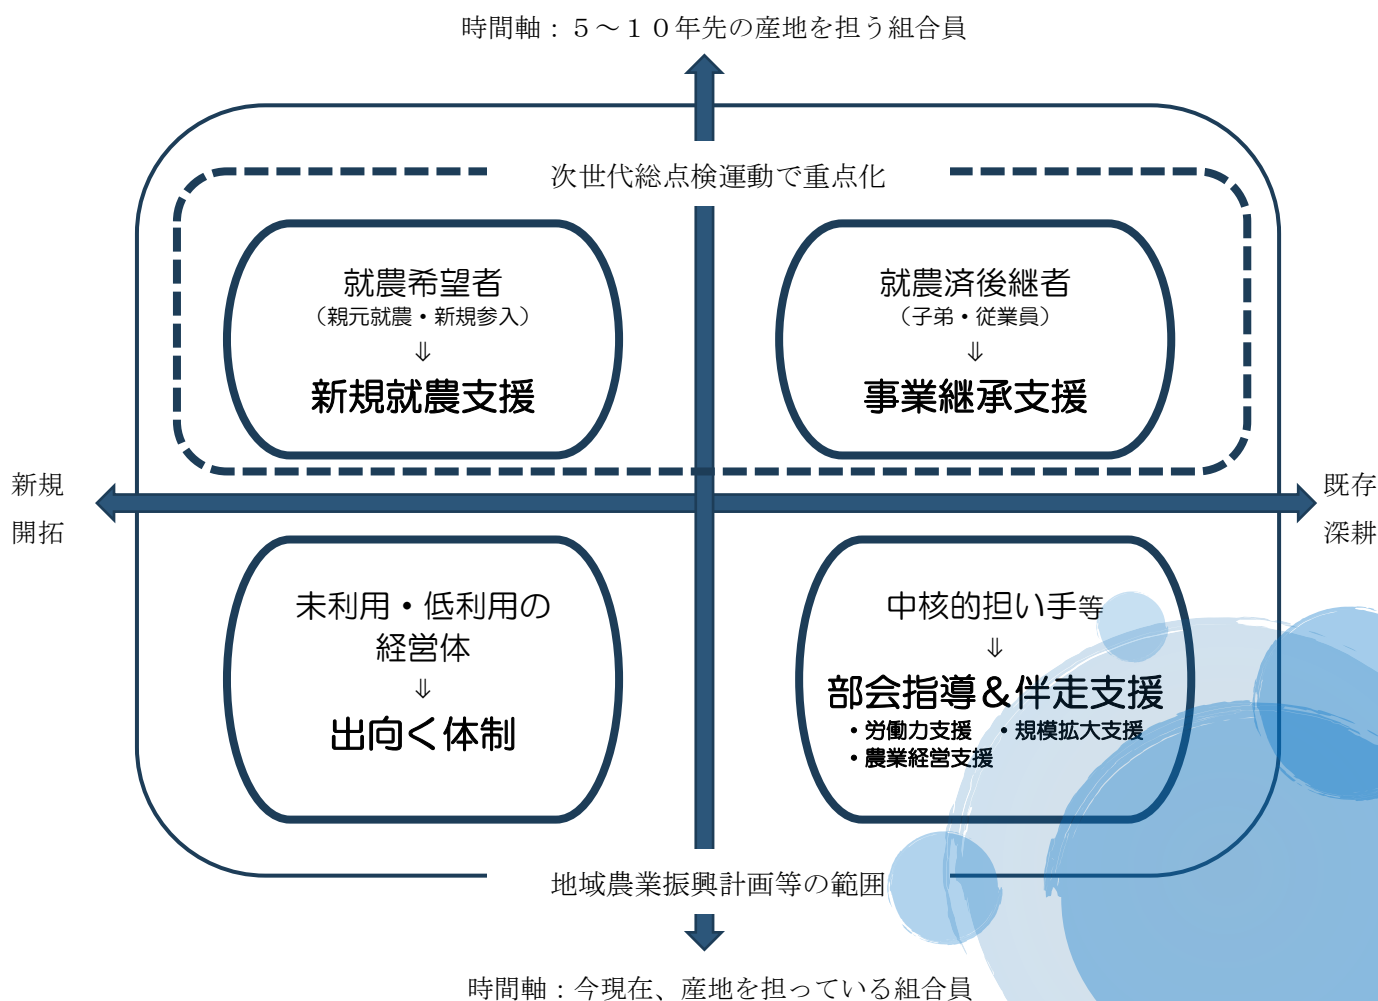 時間軸：５～１０年先の産地を担う組合員
次世代総点検運動で重点化
就農希望者
（親元就農・新規参入）
⇓
新規就農支援
就農済後継者
（子弟・従業員）
⇓
事業継承支援
新規
開拓
既存
深耕
未利用・低利用の
経営体
⇓
出向く体制
中核的担い手等
⇓
部会指導＆伴走支援
・労働力支援　・規模拡大支援
・農業経営支援
地域農業振興計画等の範囲
時間軸：今現在、産地を担っている組合員